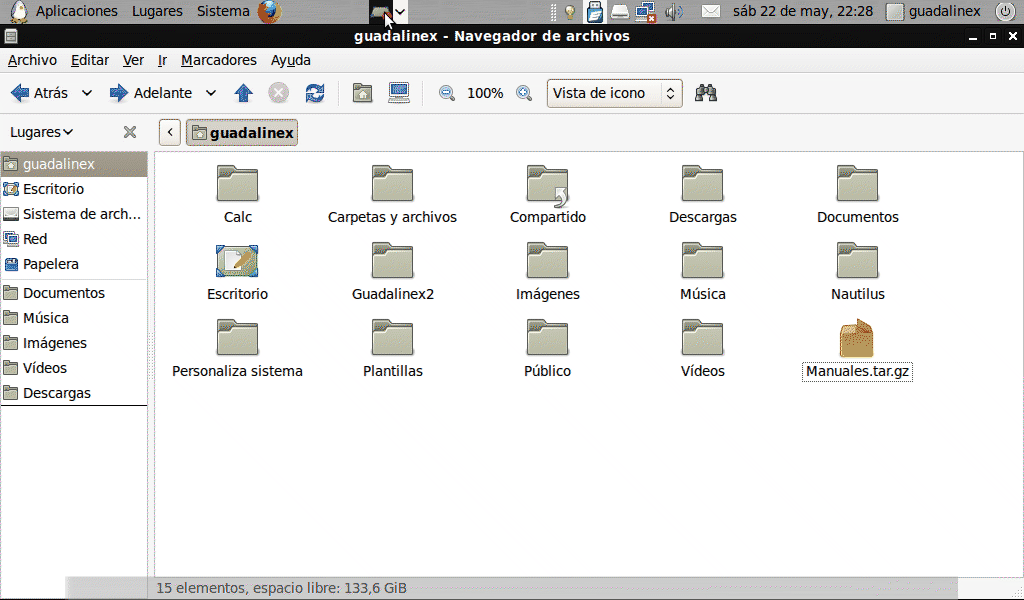 Aplicaciones Lugares Sistema sáb 22 de may, 22:28 guadalinex
guadalinex - Navegador de archivos
Archivo Editar Ver Ir Marcadores Ayuda
Atrás Adelante 100% Vista de icono
Lugares guadalinex
guadalinex
Escritorio
Sistema de arch...
Red
Papelera
Documentos
Música
Imágenes
Vídeos
Descargas
Calc Carpetas y archivos Compartido Descargas Documentos
Escritorio Guadalinex2 Imágenes Música Nautilus
Personaliza sistema Plantillas Público Vídeos Manuales.tar.gz
15 elementos, espacio libre: 133,6 GiB